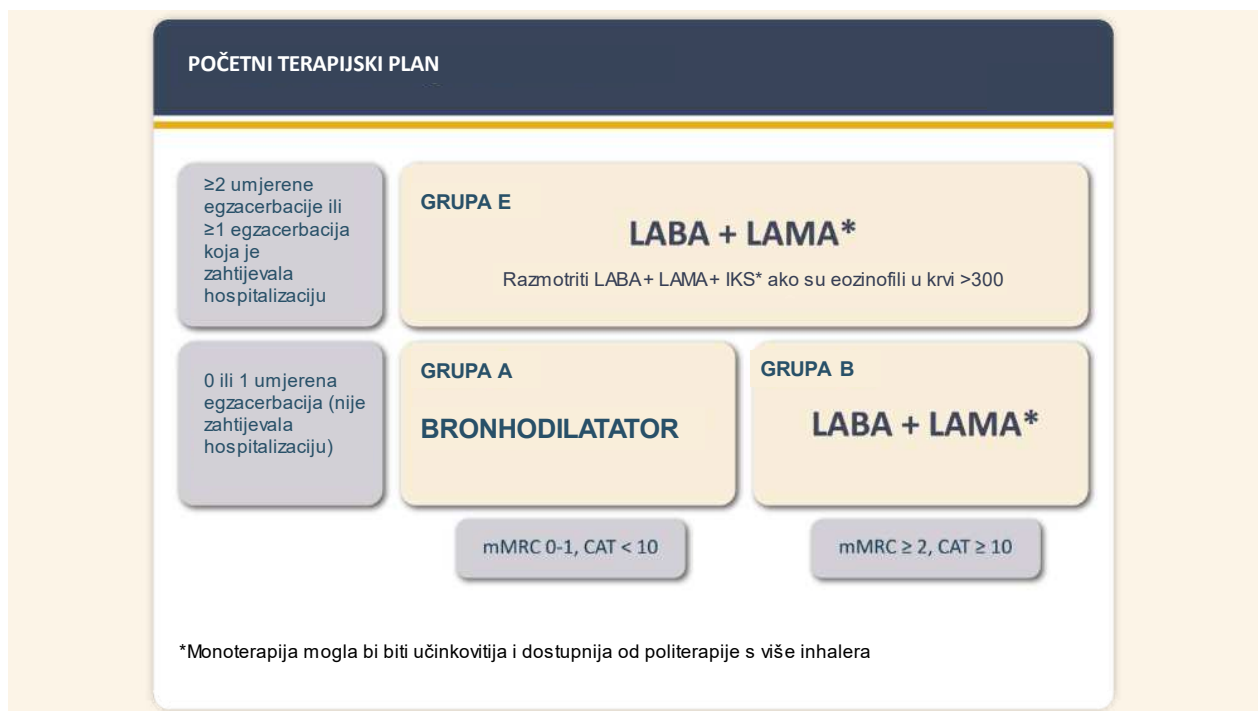 POČETNI TERAPIJSKI PLAN
≥2 umjerene
egzacerbacije ili
≥1 egzacerbacija
koja je
zahtijevala
hospitalizaciju
GRUPA E
LABA + LAMA*
Razmotriti LABA+ LAMA+ IKS* ako su eozinofili u krvi >300
0 ili 1 umjerena
egzacerbacija (nije
zahtijevala
hospitalizaciju)
GRUPA A
BRONHODILATATOR
GRUPA B
LABA + LAMA*
mMRC 0-1, CAT < 10
mMRC ≥ 2, CAT ≥ 10
*Monoterapija mogla bi biti učinkovitija i dostupnija od politerapije s više inhalera